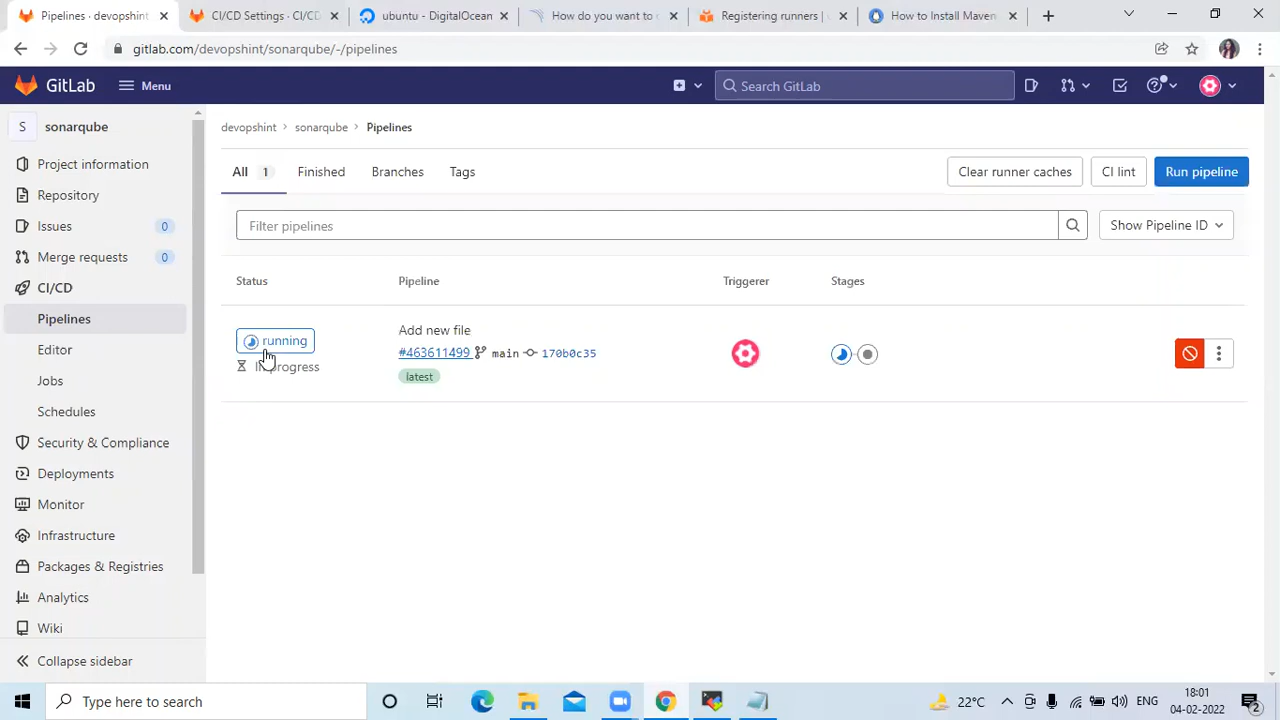 Pipelines · devopshint / sonarqub
CI/CD Settings · CI/CD
ubuntu - DigitalOcean
How do you want to
Registering runners |
How to Install Maven
gitlab.com/devopshint/sonarqube/-/pipelines
GitLab
Menu
Search GitLab
S
sonarqube
Project information
Repository
Issues
0
Merge requests
0
CI/CD
Pipelines
Editor
Jobs
Schedules
Security & Compliance
Deployments
Monitor
Infrastructure
Packages & Registries
Analytics
Wiki
Collapse sidebar
devopshint
sonarqube
Pipelines
All 1
Finished
Branches
Tags
Clear runner caches
CI lint
Run pipeline
Filter pipelines
Show Pipeline ID
Status
Pipeline
Triggerer
Stages
running
In progress
Add new file
#463611499 main 170b0c35
latest
Type here to search
22°C
ENG
18:01
04-02-2022
2